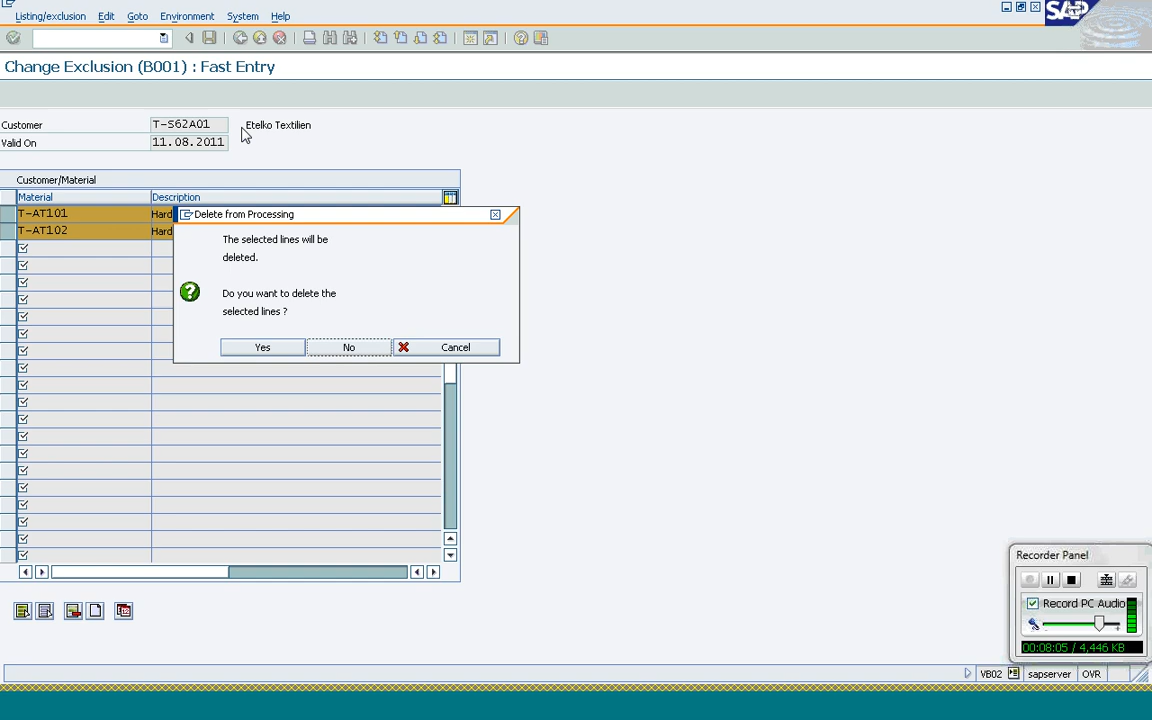 Listing/exclusion Edit Goto Environment System Help
SAP
Change Exclusion (B001) : Fast Entry
Customer T-S62A01 Etelko Textilien
Valid On 11.08.2011
Customer/Material
Material Description
T-AT101 Hard
T-AT102 Hard
Delete from Processing
The selected lines will be
deleted.
Do you want to delete the
selected lines ?
Yes No Cancel
Recorder Panel
Record PC Audio
00:08:05 / 4,446 KB
VB02 sapserver OVR